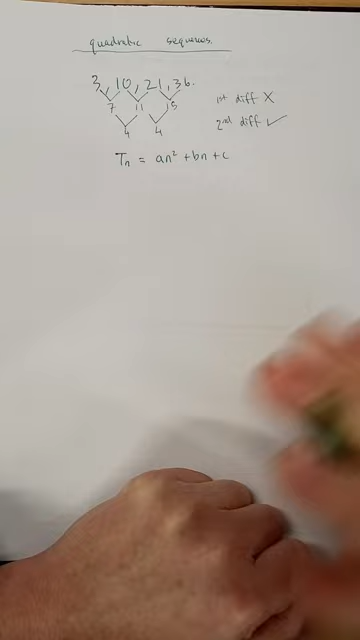 quadratic sequences.
3, 10, 21, 36.
7 11 15
1st diff X
4 4
2nd diff ✓
Tn = an² + bn + c